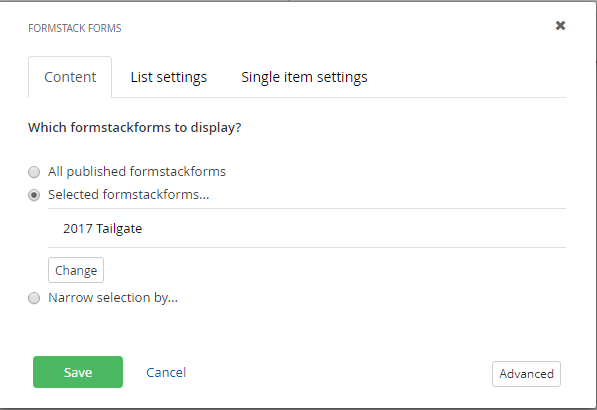 FORMSTACK FORMS
Content List settings Single item settings
Which formstackforms to display?
All published formstackforms
Selected formstackforms...
2017 Tailgate
Change
Narrow selection by...
Save Cancel Advanced